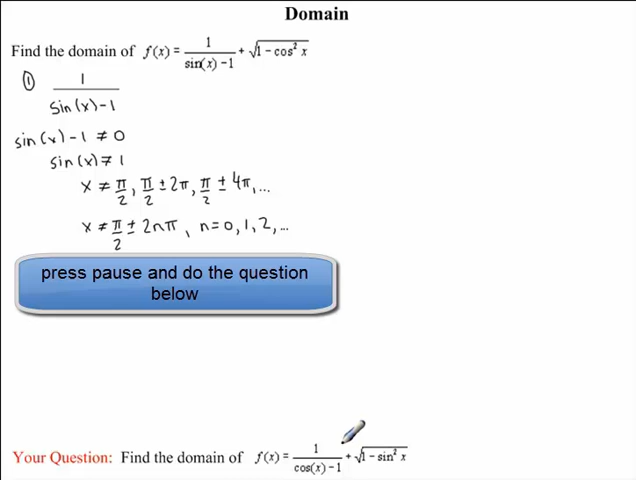 Domain
Find the domain of f(x) = 1/(sin(x) − 1) + √(1 − cos² x)
① 1/(sin(x) − 1)
sin(x) − 1 ≠ 0
sin(x) ≠ 1
x ≠ π/2, π/2 ± 2π, π/2 ± 4π, ...
x ≠ π/2 ± 2nπ, n = 0, 1, 2, ...
press pause and do the question
below
Your Question: Find the domain of f(x) = 1/(cos(x) − 1) + √(1 − sin² x)